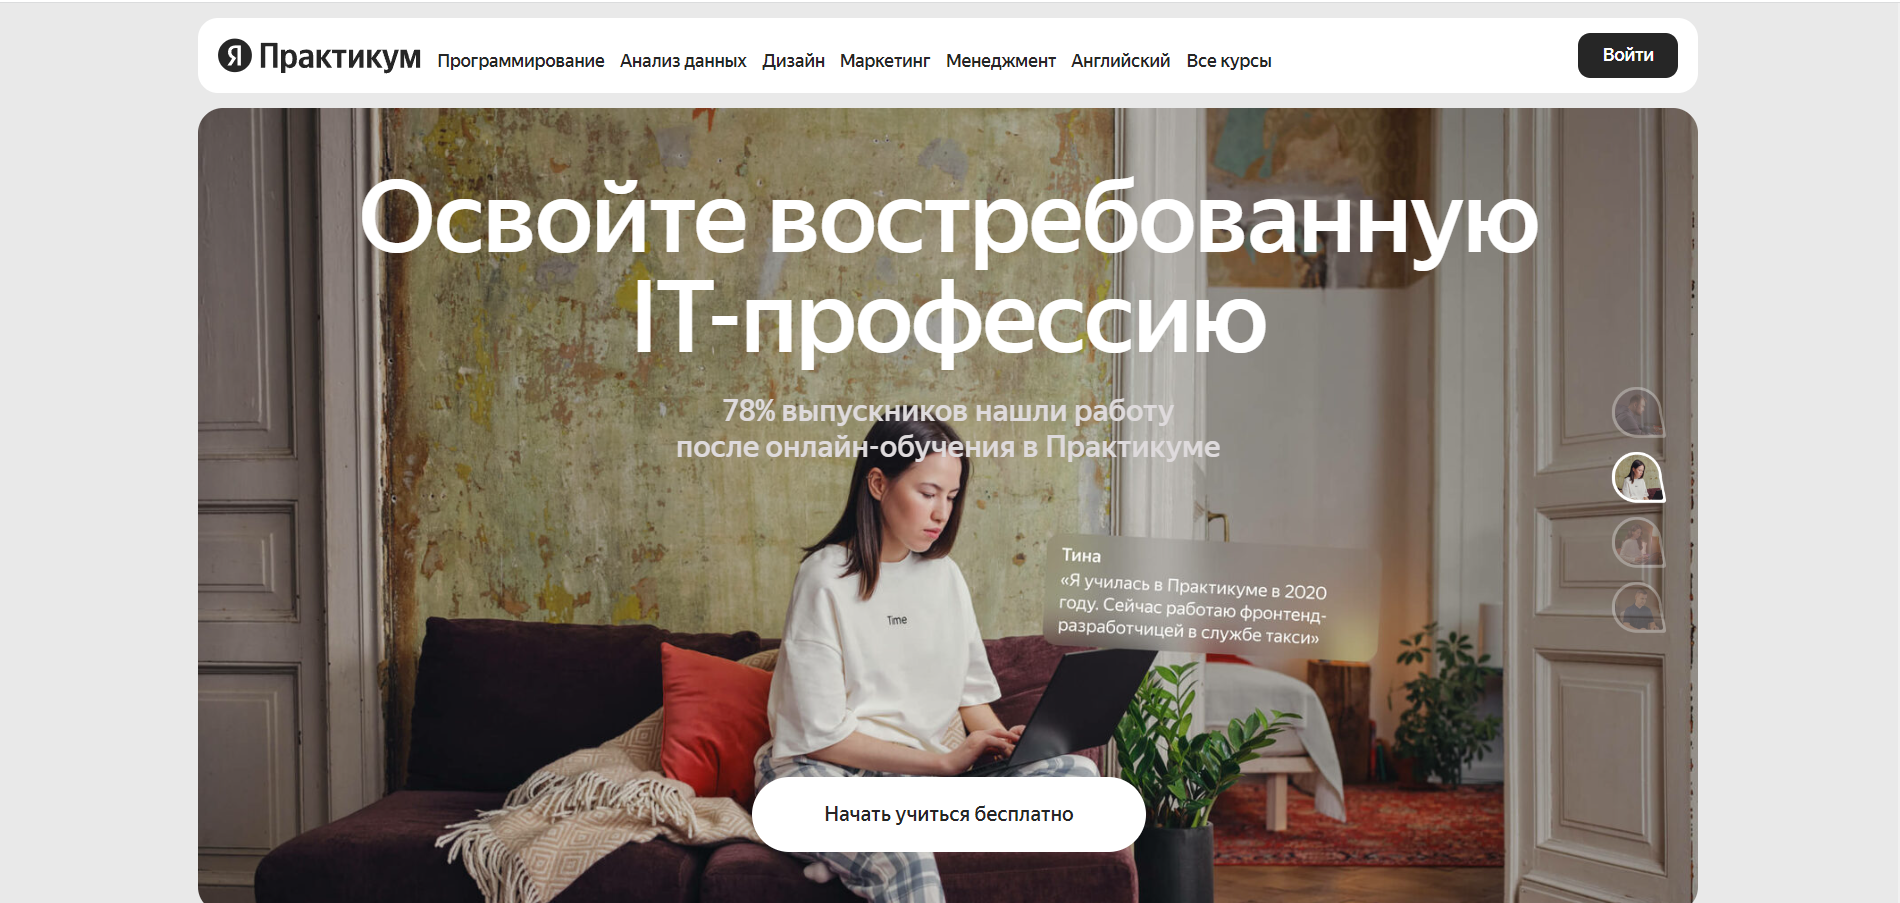 Я Практикум Программирование Анализ данных Дизайн Маркетинг Менеджмент Английский Все курсы Войти
Освойте востребованную
IT-профессию
78% выпускников нашли работу
после онлайн-обучения в Практикуме
Тина
«Я училась в Практикуме в 2020
году. Сейчас работаю фронтенд-
разработчицей в службе такси»
Time
Начать учиться бесплатно